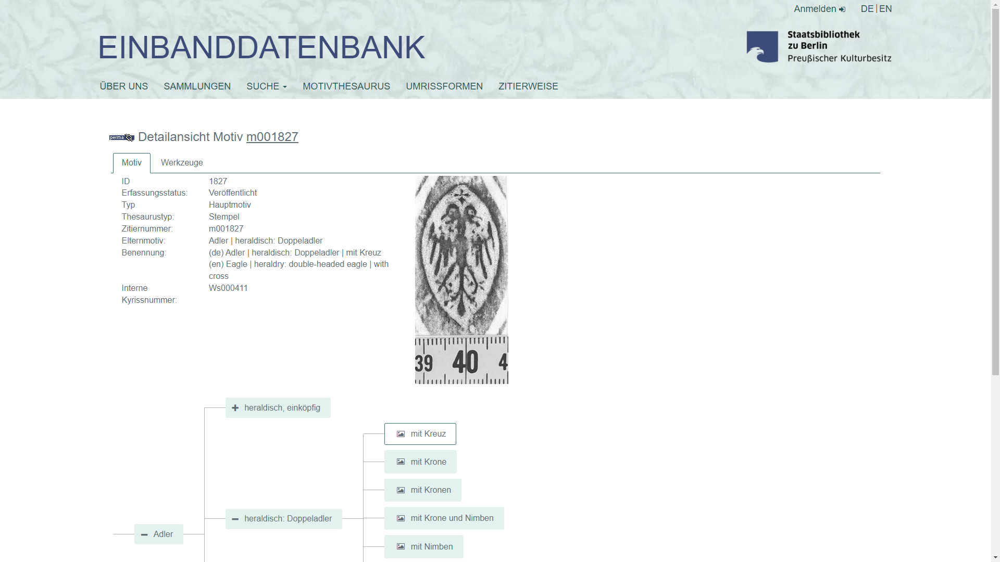 Anmelden DE|EN
EINBANDDATENBANK
Staatsbibliothek
zu Berlin
Preußischer Kulturbesitz
ÜBER UNS SAMMLUNGEN SUCHE MOTIVTHESAURUS UMRISSFORMEN ZITIERWEISE
perma Detailansicht Motiv m001827
Motiv Werkzeuge
ID 1827
Erfassungsstatus: Veröffentlicht
Typ Hauptmotiv
Thesaurustyp: Stempel
Zitiernummer: m001827
Elternmotiv: Adler | heraldisch: Doppeladler
Benennung: (de) Adler | heraldisch: Doppeladler | mit Kreuz
(en) Eagle | heraldry: double-headed eagle | with
cross
Interne Ws000411
Kyrissnummer:
39 40 4
heraldisch, einköpfig
mit Kreuz
mit Krone
mit Kronen
mit Krone und Nimben
heraldisch: Doppeladler
Adler
mit Nimben